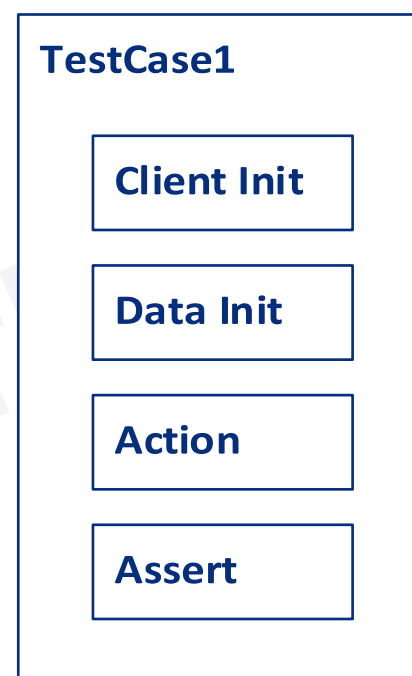 TestCase1
Client Init
Data Init
Action
Assert